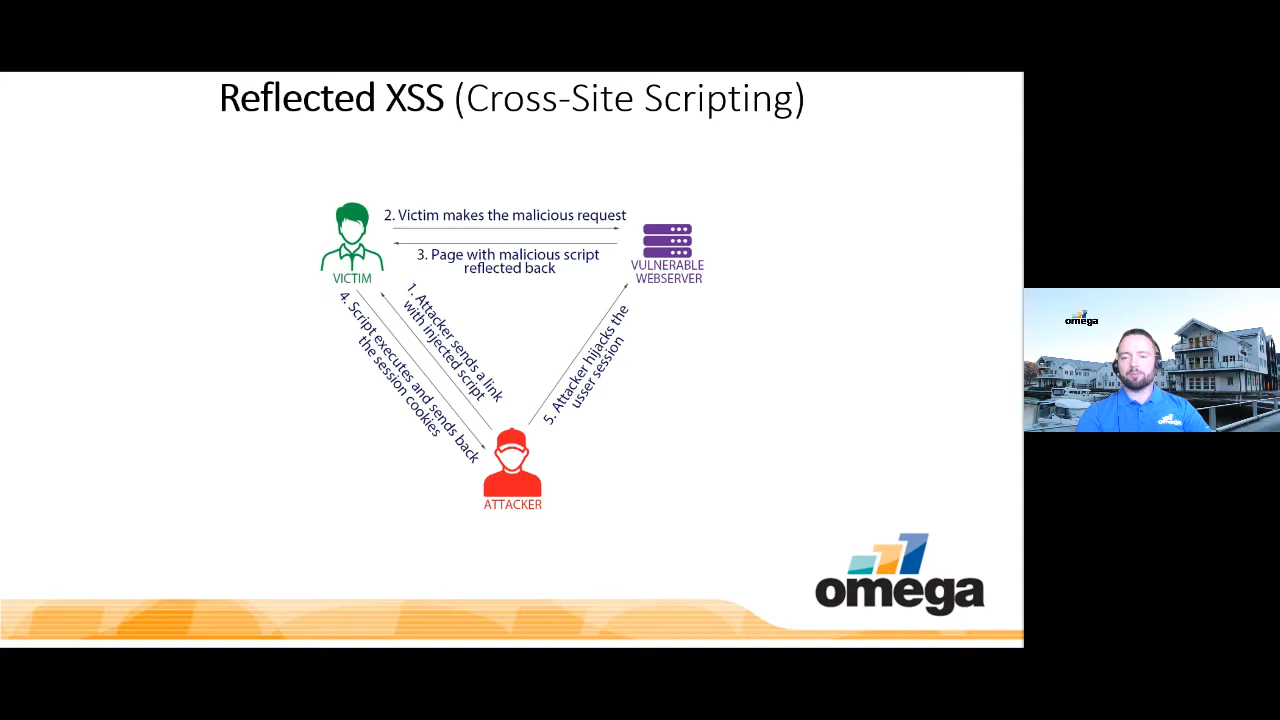 Reflected XSS (Cross-Site Scripting)
2. Victim makes the malicious request
3. Page with malicious script
reflected back
VICTIM
VULNERABLE
WEBSERVER
1. Attacker sends a link
with injected script
4. Script executes and sends back
the session cookies
5. Attacker hijacks the
usser session
ATTACKER
omega
omega
omega